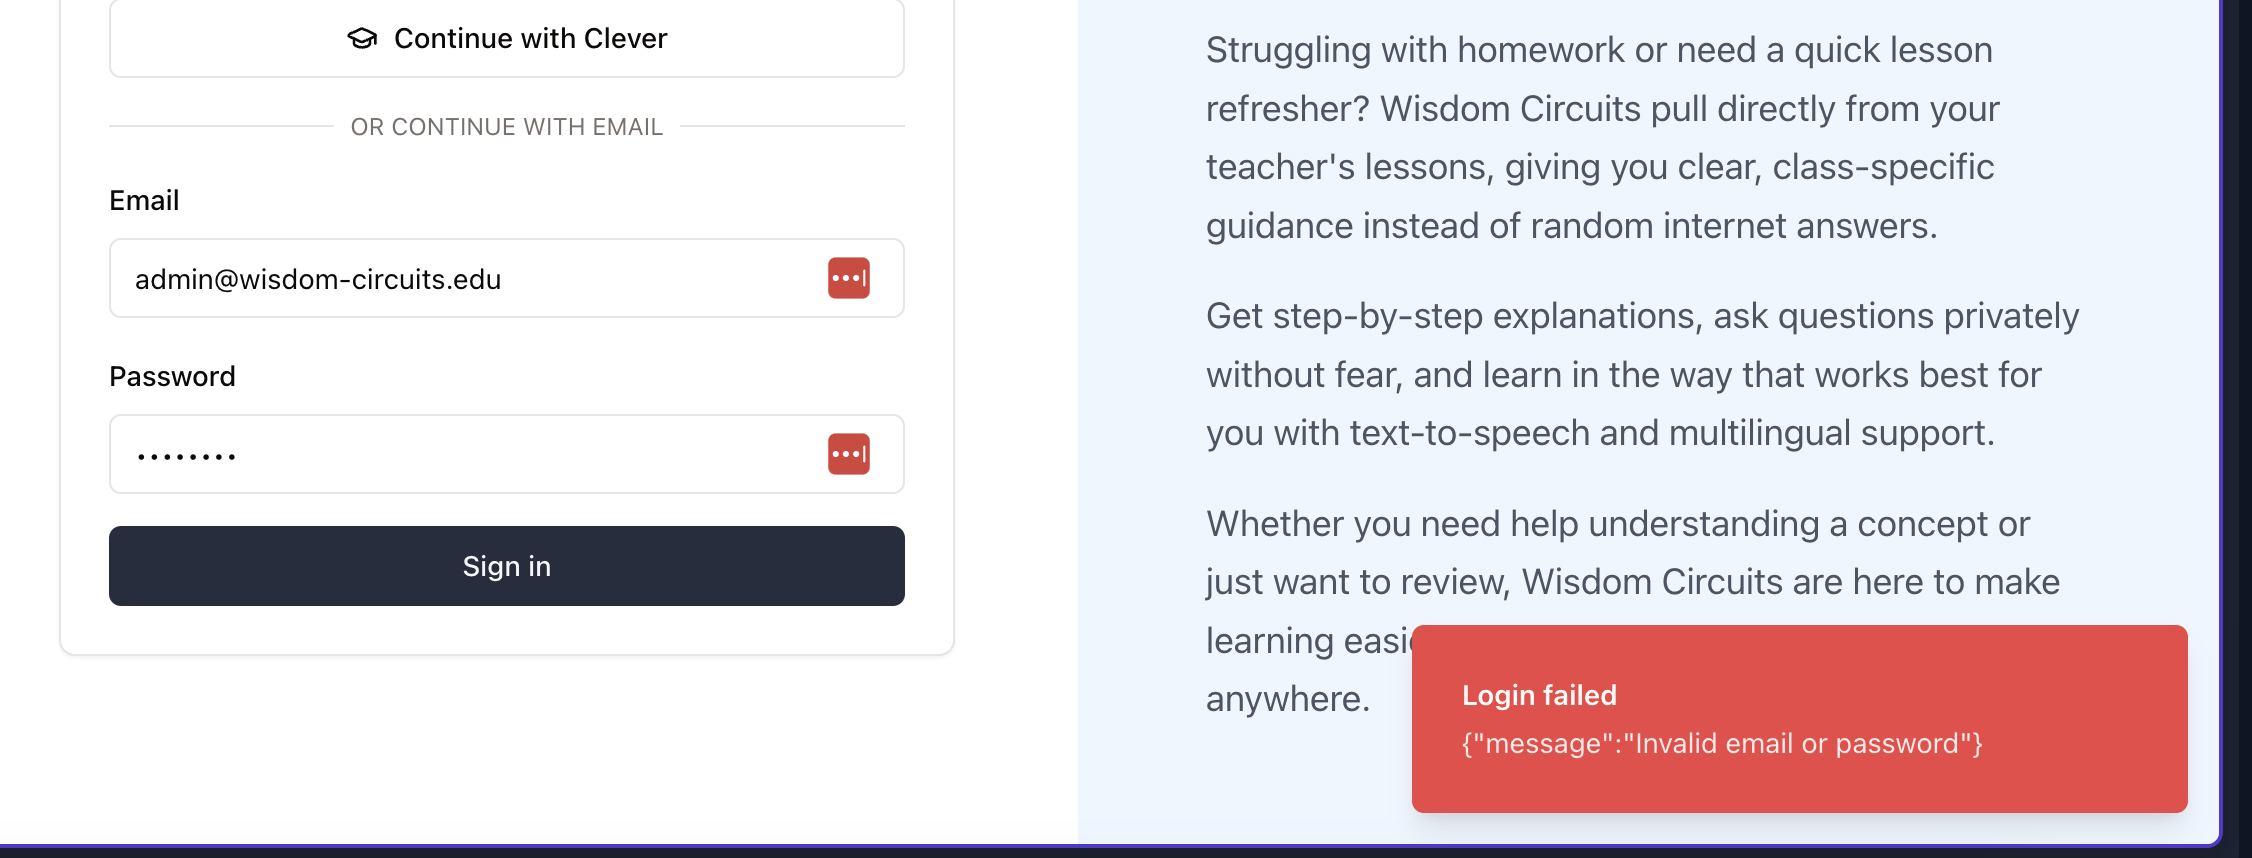 Continue with Clever
OR CONTINUE WITH EMAIL
Email
admin@wisdom-circuits.edu
Password
Sign in
Struggling with homework or need a quick lesson
refresher? Wisdom Circuits pull directly from your
teacher's lessons, giving you clear, class-specific
guidance instead of random internet answers.
Get step-by-step explanations, ask questions privately
without fear, and learn in the way that works best for
you with text-to-speech and multilingual support.
Whether you need help understanding a concept or
just want to review, Wisdom Circuits are here to make
learning
anywhere.
Login failed
{"message":"Invalid email or password"}